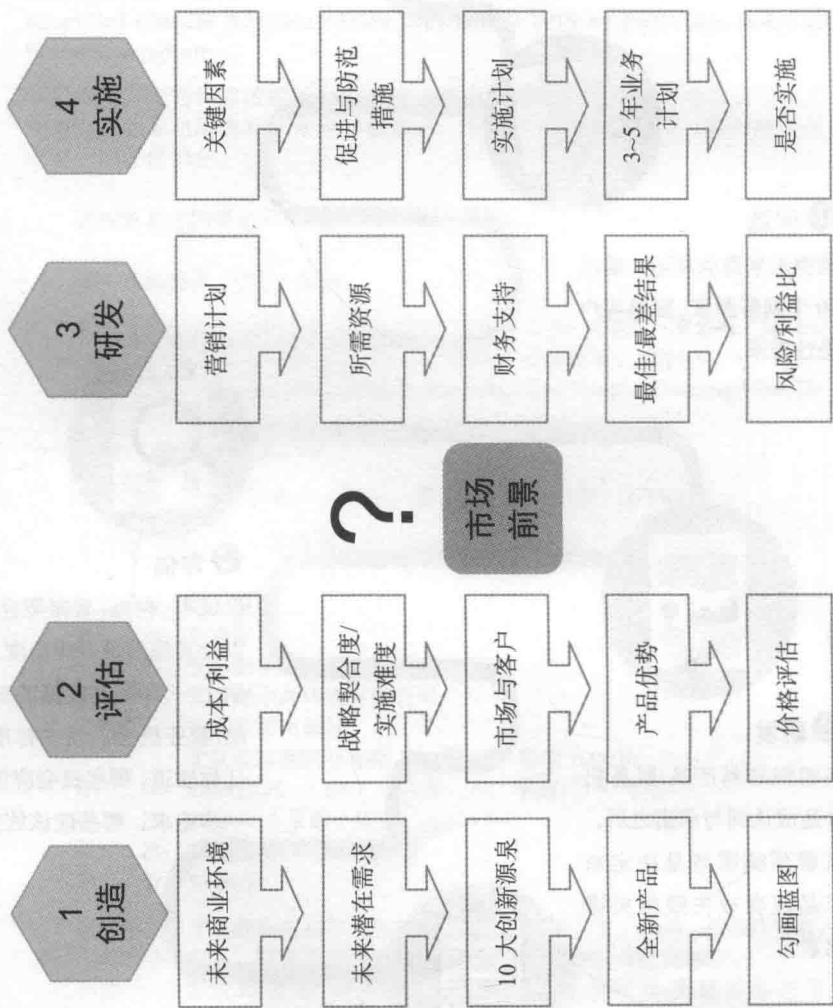 1
创造
未来商业环境
未来潜在需求
10 大创新源泉
全新产品
勾画蓝图
2
评估
成本/利益
战略契合度/
实施难度
市场与客户
产品优势
价格评估
?
市场
前景
3
研发
营销计划
所需资源
财务支持
最佳/最差结果
风险/利益比
4
实施
关键因素
促进与防范
措施
实施计划
3~5 年业务
计划
是否实施